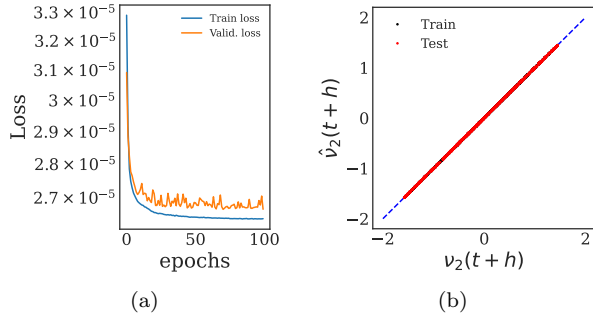 3.3 × 10⁻⁵
3.2 × 10⁻⁵
3.1 × 10⁻⁵
3 × 10⁻⁵
2.9 × 10⁻⁵
2.8 × 10⁻⁵
2.7 × 10⁻⁵
Loss
Train loss
Valid. loss
0 50 100
epochs
(a)
2
1
0
−1
−2
ν̂₂(t + h)
Train
Test
−2 0 2
ν₂(t + h)
(b)